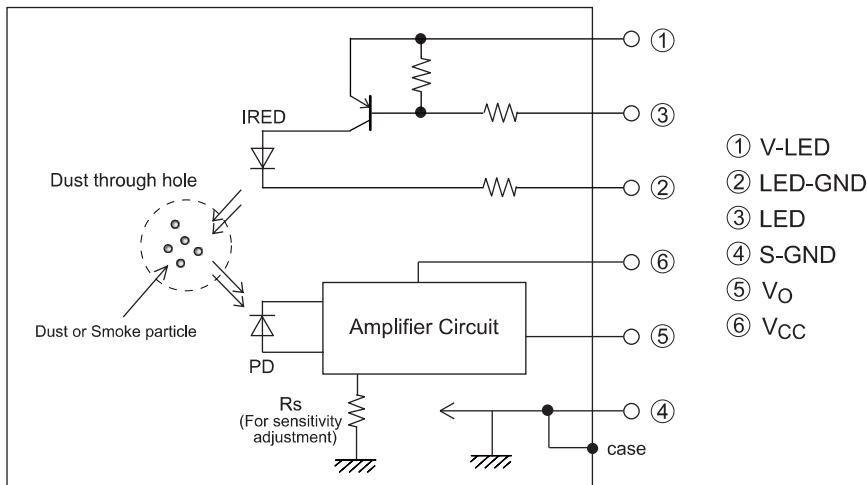 ①
IRED
③
Dust through hole
②
⑥
Amplifier Circuit
⑤
Dust or Smoke particle
PD
Rs
(For sensitivity
adjustment)
④
case
① V-LED
② LED-GND
③ LED
④ S-GND
⑤ VO
⑥ VCC